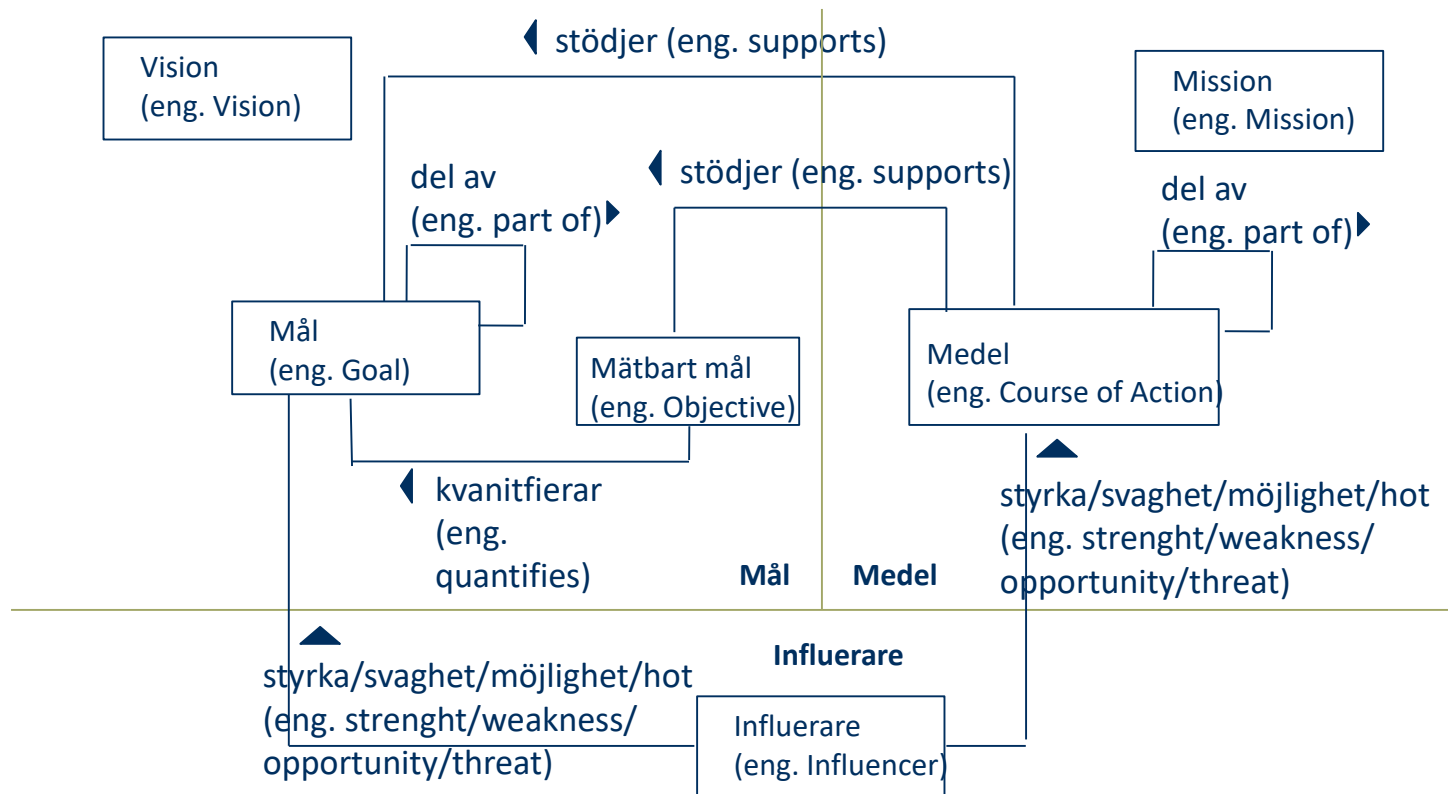 stödjer (eng. supports)
Vision
(eng. Vision)
Mission
(eng. Mission)
stödjer (eng. supports)
del av
(eng. part of)
del av
(eng. part of)
Mål
(eng. Goal)
Mätbart mål
(eng. Objective)
Medel
(eng. Course of Action)
kvanitfierar
(eng.
quantifies)
styrka/svaghet/möjlighet/hot
(eng. strenght/weakness/
opportunity/threat)
Mål
Medel
Influerare
styrka/svaghet/möjlighet/hot
(eng. strenght/weakness/
opportunity/threat)
Influerare
(eng. Influencer)